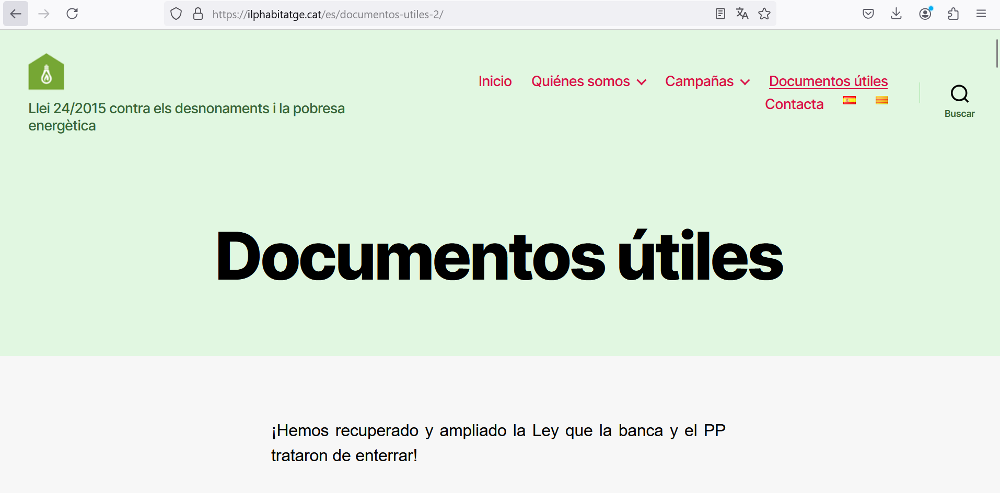 https://ilphabitatge.cat/es/documentos-utiles-2/
Llei 24/2015 contra els desnonaments i la pobresa
energètica
Inicio
Quiénes somos
Campañas
Documentos útiles
Contacta
Buscar
Documentos útiles
¡Hemos recuperado y ampliado la Ley que la banca y el PP
trataron de enterrar!